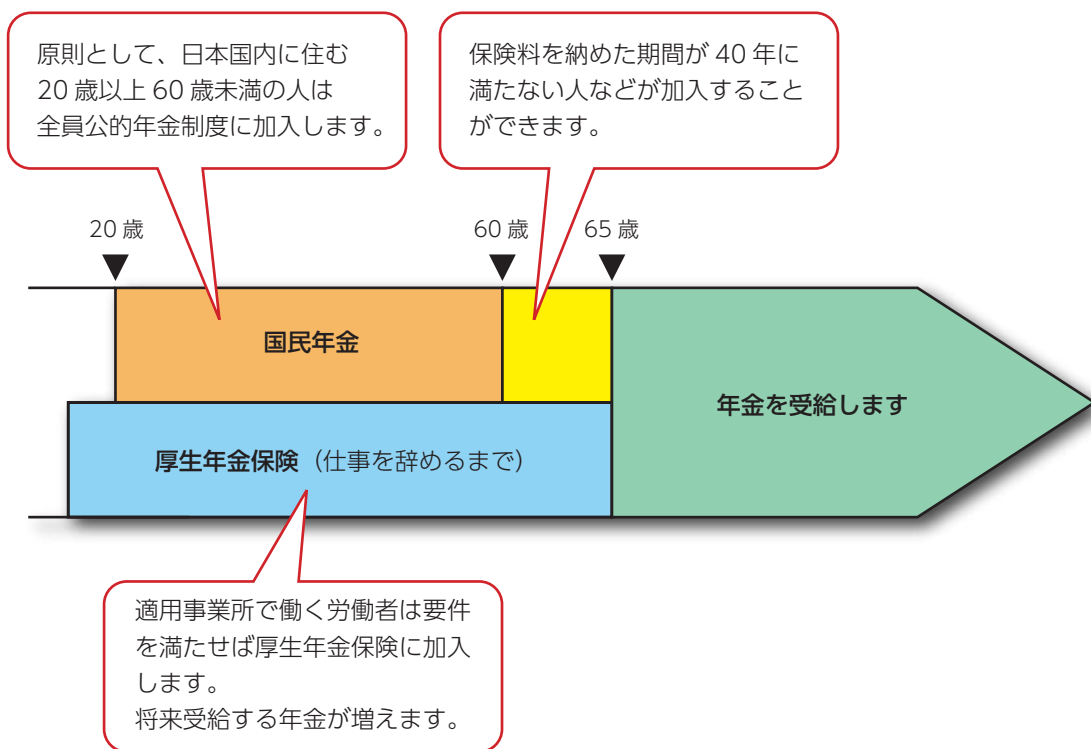 原則として、日本国内に住む
20 歳以上 60 歳未満の人は
全員公的年金制度に加入します。
保険料を納めた期間が 40 年に
満たない人などが加入すること
ができます。
20 歳
60 歳
65 歳
国民年金
年金を受給します
厚生年金保険（仕事を辞めるまで）
適用事業所で働く労働者は要件
を満たせば厚生年金保険に加入
します。
将来受給する年金が増えます。